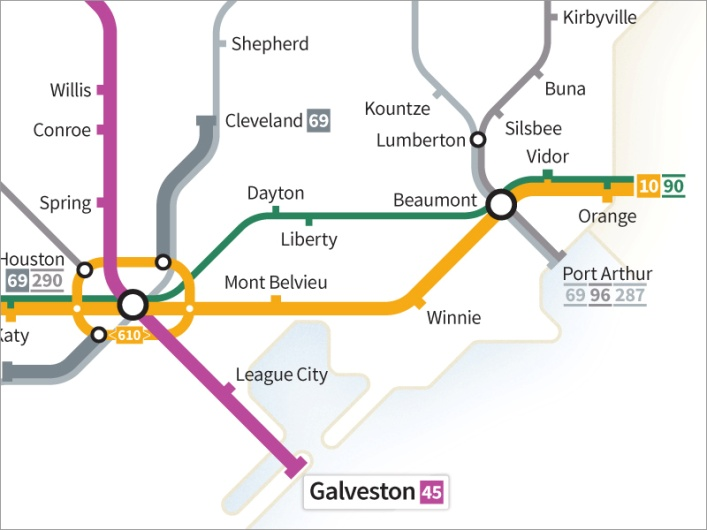 Kirbyville
Shepherd
Willis
Buna
Kountze
Cleveland 69
Conroe
Silsbee
Lumberton
Vidor
Dayton
10 90
Spring
Beaumont
Orange
Liberty
Houston
69 290
Mont Belvieu
Port Arthur
69 96 287
Winnie
Katy
610
League City
Galveston 45